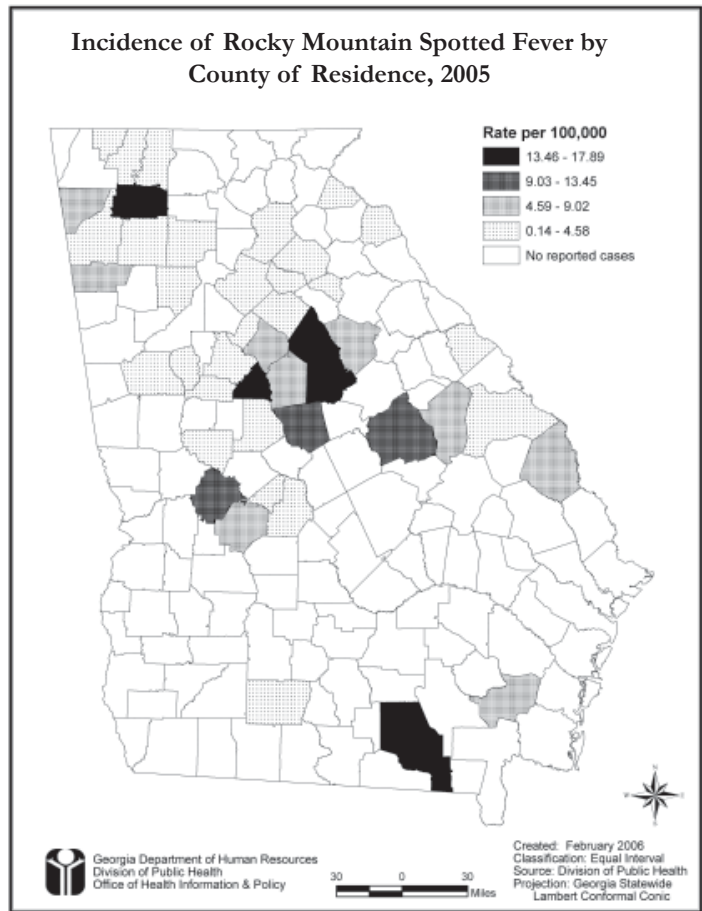 Incidence of Rocky Mountain Spotted Fever by
County of Residence, 2005
Rate per 100,000
13.46 - 17.89
9.03 - 13.45
4.59 - 9.02
0.14 - 4.58
No reported cases
N
W
E
S
Georgia Department of Human Resources
Division of Public Health
Office of Health Information & Policy
30 0 30
Miles
Created: February 2006
Classification: Equal Interval
Source: Division of Public Health
Projection: Georgia Statewide
Lambert Conformal Conic